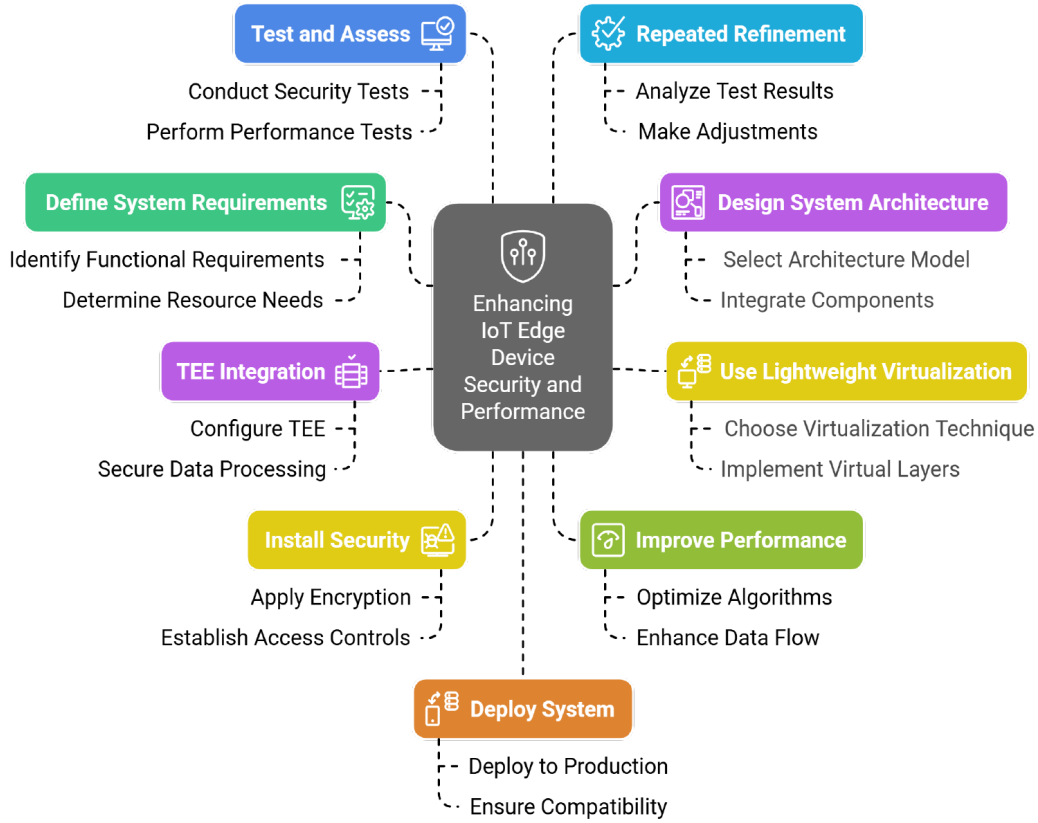 Test and Assess
Conduct Security Tests
Perform Performance Tests
Repeated Refinement
Analyze Test Results
Make Adjustments
Define System Requirements
Identify Functional Requirements
Determine Resource Needs
Design System Architecture
Select Architecture Model
Integrate Components
Enhancing
IoT Edge
Device
Security and
Performance
TEE Integration
Configure TEE
Secure Data Processing
Use Lightweight Virtualization
Choose Virtualization Technique
Implement Virtual Layers
Install Security
Apply Encryption
Establish Access Controls
Improve Performance
Optimize Algorithms
Enhance Data Flow
Deploy System
Deploy to Production
Ensure Compatibility